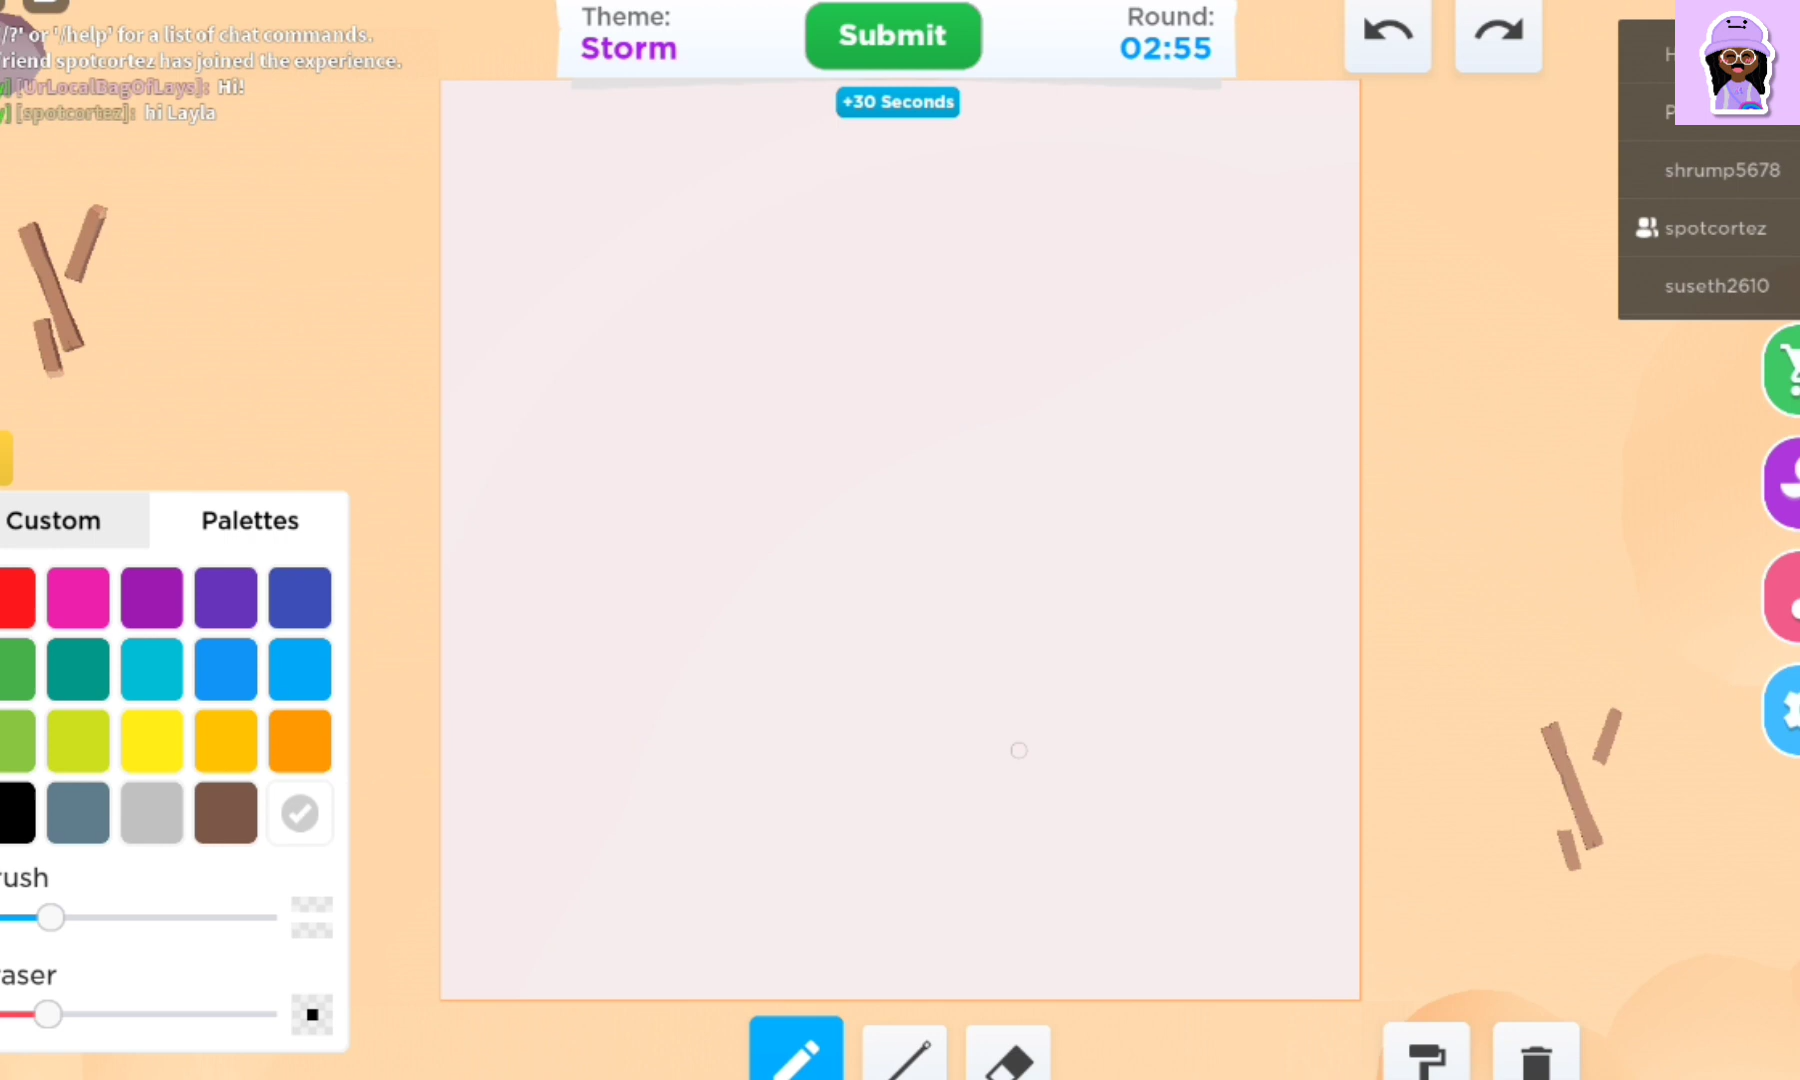 /?' or '/help' for a list of chat commands.
riend spotcortez has joined the experience.
[UrLocalBagOfLays]: Hi!
[spotcortez]: hi Layla
Theme:
Storm
Submit
Round:
02:55
+30 Seconds
H
P
shrump5678
spotcortez
suseth2610
Custom
Palettes
rush
raser